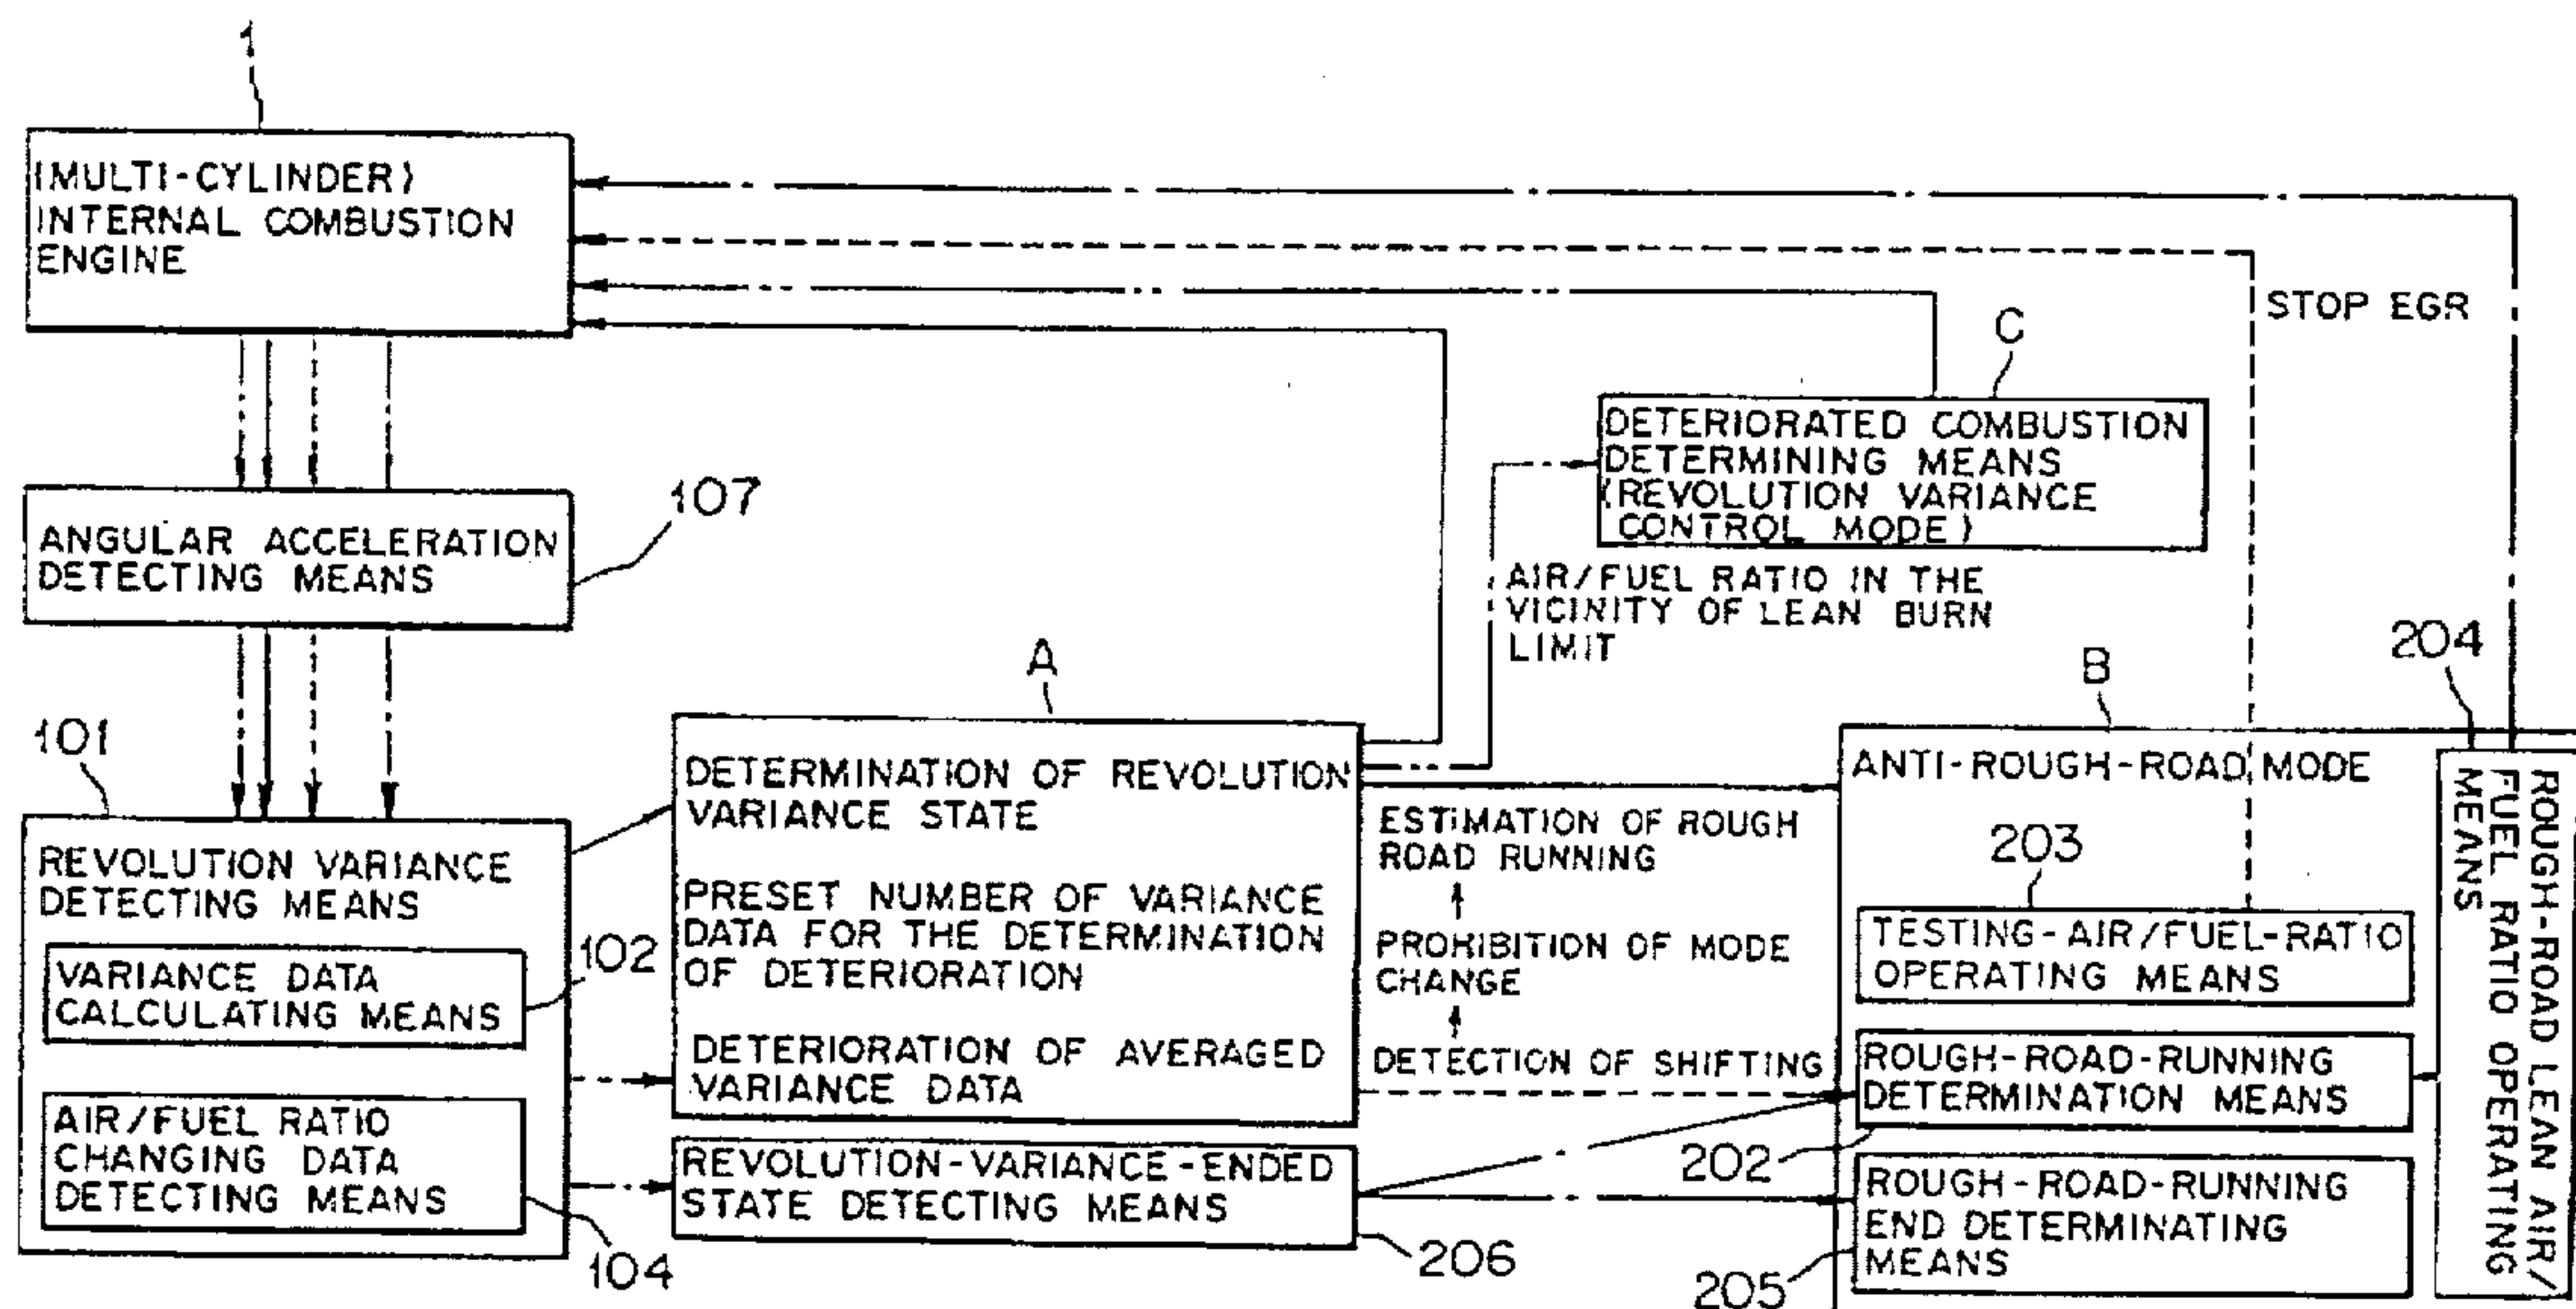 1
(MULTI-CYLINDER)
INTERNAL COMBUSTION
ENGINE
STOP EGR
C
DETERIORATED COMBUSTION
DETERMINING MEANS
(REVOLUTION VARIANCE
CONTROL MODE)
107
ANGULAR ACCELERATION
DETECTING MEANS
AIR/FUEL RATIO IN THE
VICINITY OF LEAN BURN
LIMIT
A
B
204
101
REVOLUTION VARIANCE
DETECTING MEANS
VARIANCE DATA
CALCULATING MEANS
102
AIR/FUEL RATIO
CHANGING DATA
DETECTING MEANS
104
DETERMINATION OF REVOLUTION
VARIANCE STATE
PRESET NUMBER OF VARIANCE
DATA FOR THE DETERMINATION
OF DETERIORATION
DETERIORATION OF AVERAGED
VARIANCE DATA
REVOLUTION-VARIANCE-ENDED
STATE DETECTING MEANS
206
ESTIMATION OF ROUGH
ROAD RUNNING
PROHIBITION OF MODE
CHANGE
DETECTION OF SHIFTING
ANTI-ROUGH-ROAD MODE
203
TESTING-AIR/FUEL-RATIO
OPERATING MEANS
ROUGH-ROAD-RUNNING
DETERMINATION MEANS
202
ROUGH-ROAD-RUNNING
END DETERMINATING
MEANS
205
ROUGH-ROAD LEAN AIR/
FUEL RATIO OPERATING
MEANS